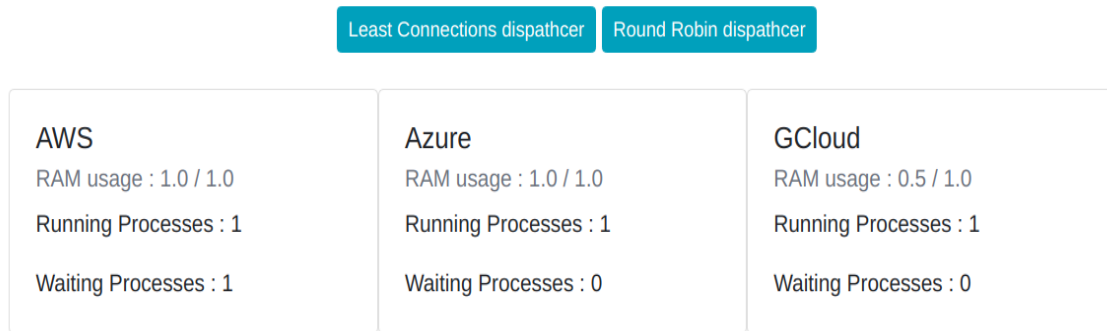 Least Connections dispathcer Round Robin dispathcer
AWS
RAM usage : 1.0 / 1.0
Running Processes : 1
Waiting Processes : 1
Azure
RAM usage : 1.0 / 1.0
Running Processes : 1
Waiting Processes : 0
GCloud
RAM usage : 0.5 / 1.0
Running Processes : 1
Waiting Processes : 0